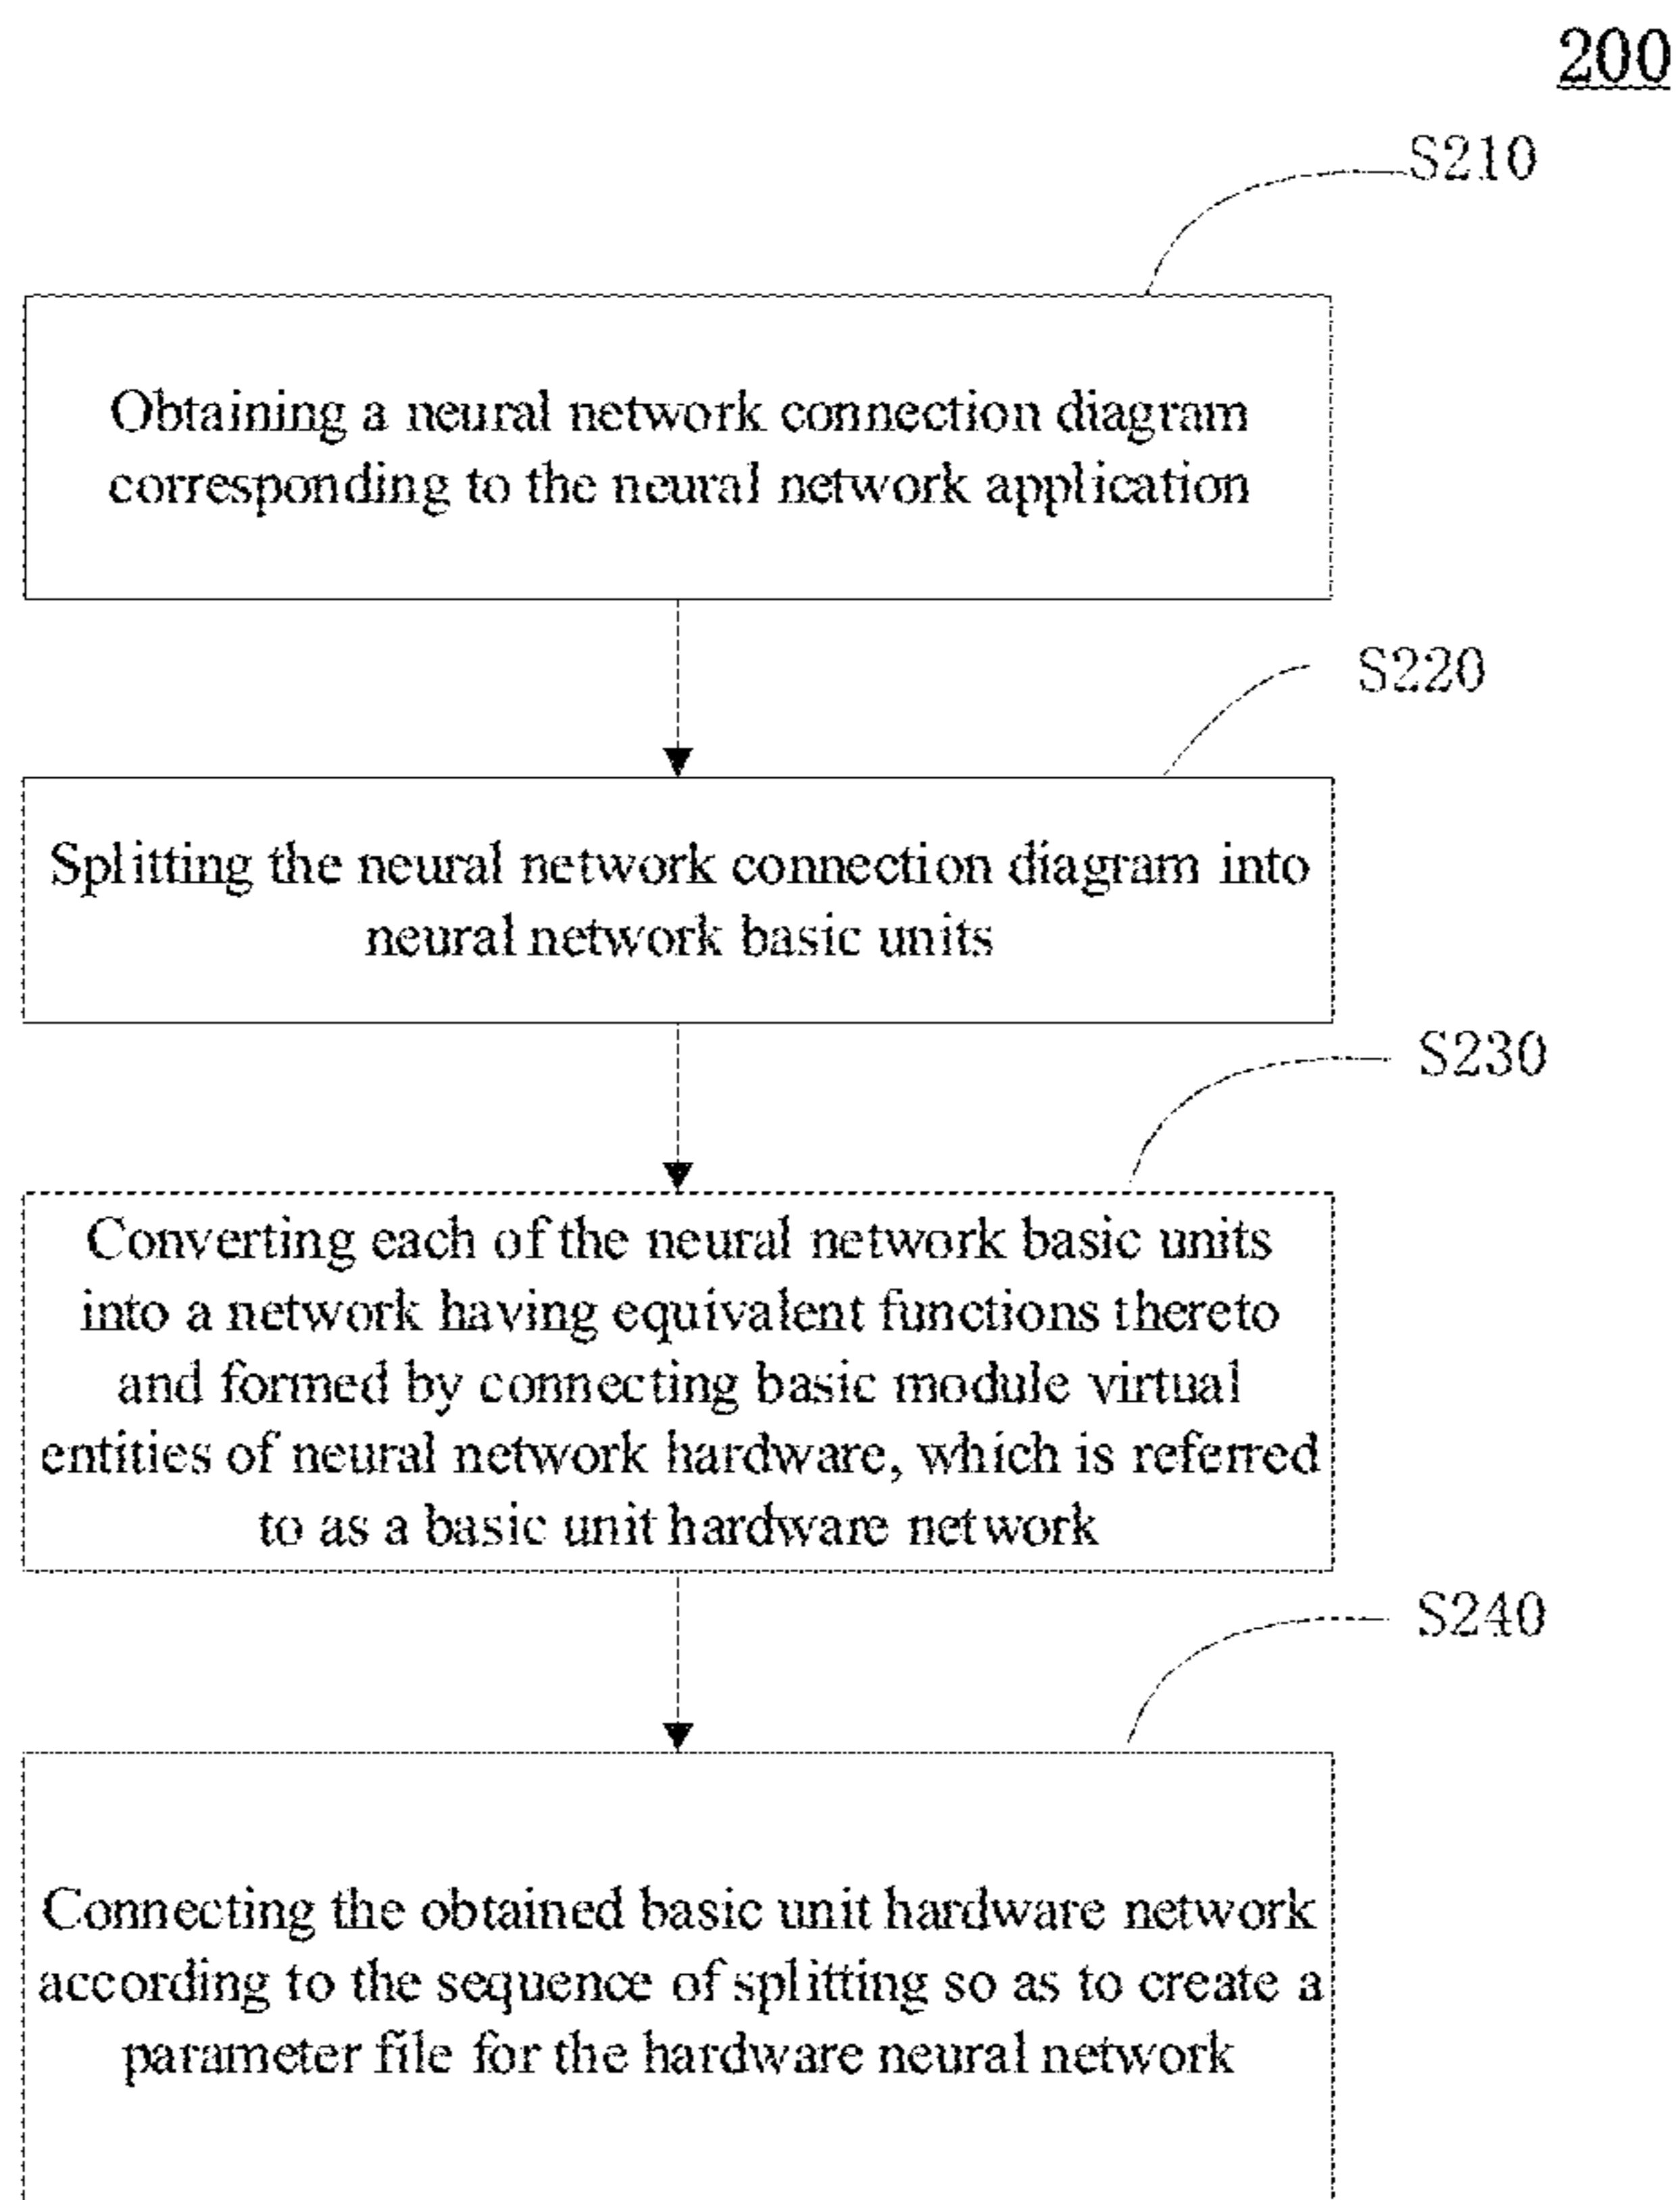 200
S210
Obtaining a neural network connection diagram
corresponding to the neural network application
S220
Splitting the neural network connection diagram into
neural network basic units
S230
Converting each of the neural network basic units
into a network having equivalent functions thereto
and formed by connecting basic module virtual
entities of neural network hardware, which is referred
to as a basic unit hardware network
S240
Connecting the obtained basic unit hardware network
according to the sequence of splitting so as to create a
parameter file for the hardware neural network